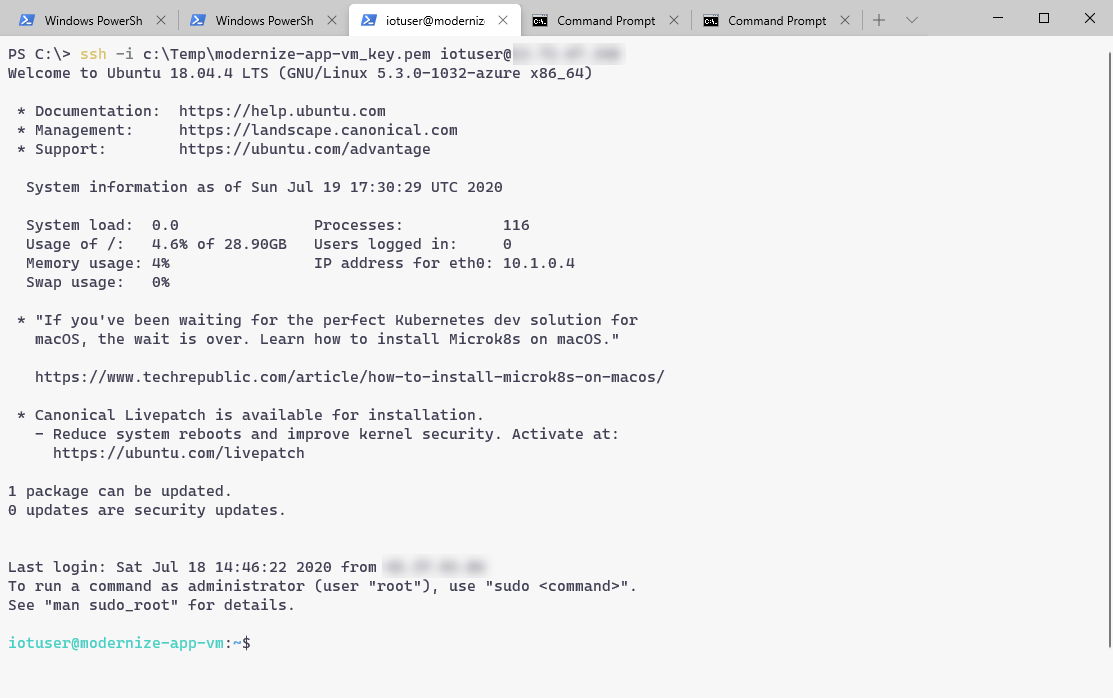 Windows PowerSh
Windows PowerSh
iotuser@moderniz
Command Prompt
Command Prompt
PS C:\> ssh -i c:\Temp\modernize-app-vm_key.pem iotuser@
Welcome to Ubuntu 18.04.4 LTS (GNU/Linux 5.3.0-1032-azure x86_64)
* Documentation:  https://help.ubuntu.com
* Management:     https://landscape.canonical.com
* Support:        https://ubuntu.com/advantage
System information as of Sun Jul 19 17:30:29 UTC 2020
System load:  0.0               Processes:           116
Usage of /:   4.6% of 28.90GB   Users logged in:     0
Memory usage: 4%                IP address for eth0: 10.1.0.4
Swap usage:   0%
* "If you've been waiting for the perfect Kubernetes dev solution for
macOS, the wait is over. Learn how to install Microk8s on macOS."
https://www.techrepublic.com/article/how-to-install-microk8s-on-macos/
* Canonical Livepatch is available for installation.
- Reduce system reboots and improve kernel security. Activate at:
https://ubuntu.com/livepatch
1 package can be updated.
0 updates are security updates.
Last login: Sat Jul 18 14:46:22 2020 from
To run a command as administrator (user "root"), use "sudo <command>".
See "man sudo_root" for details.
iotuser@modernize-app-vm:~$